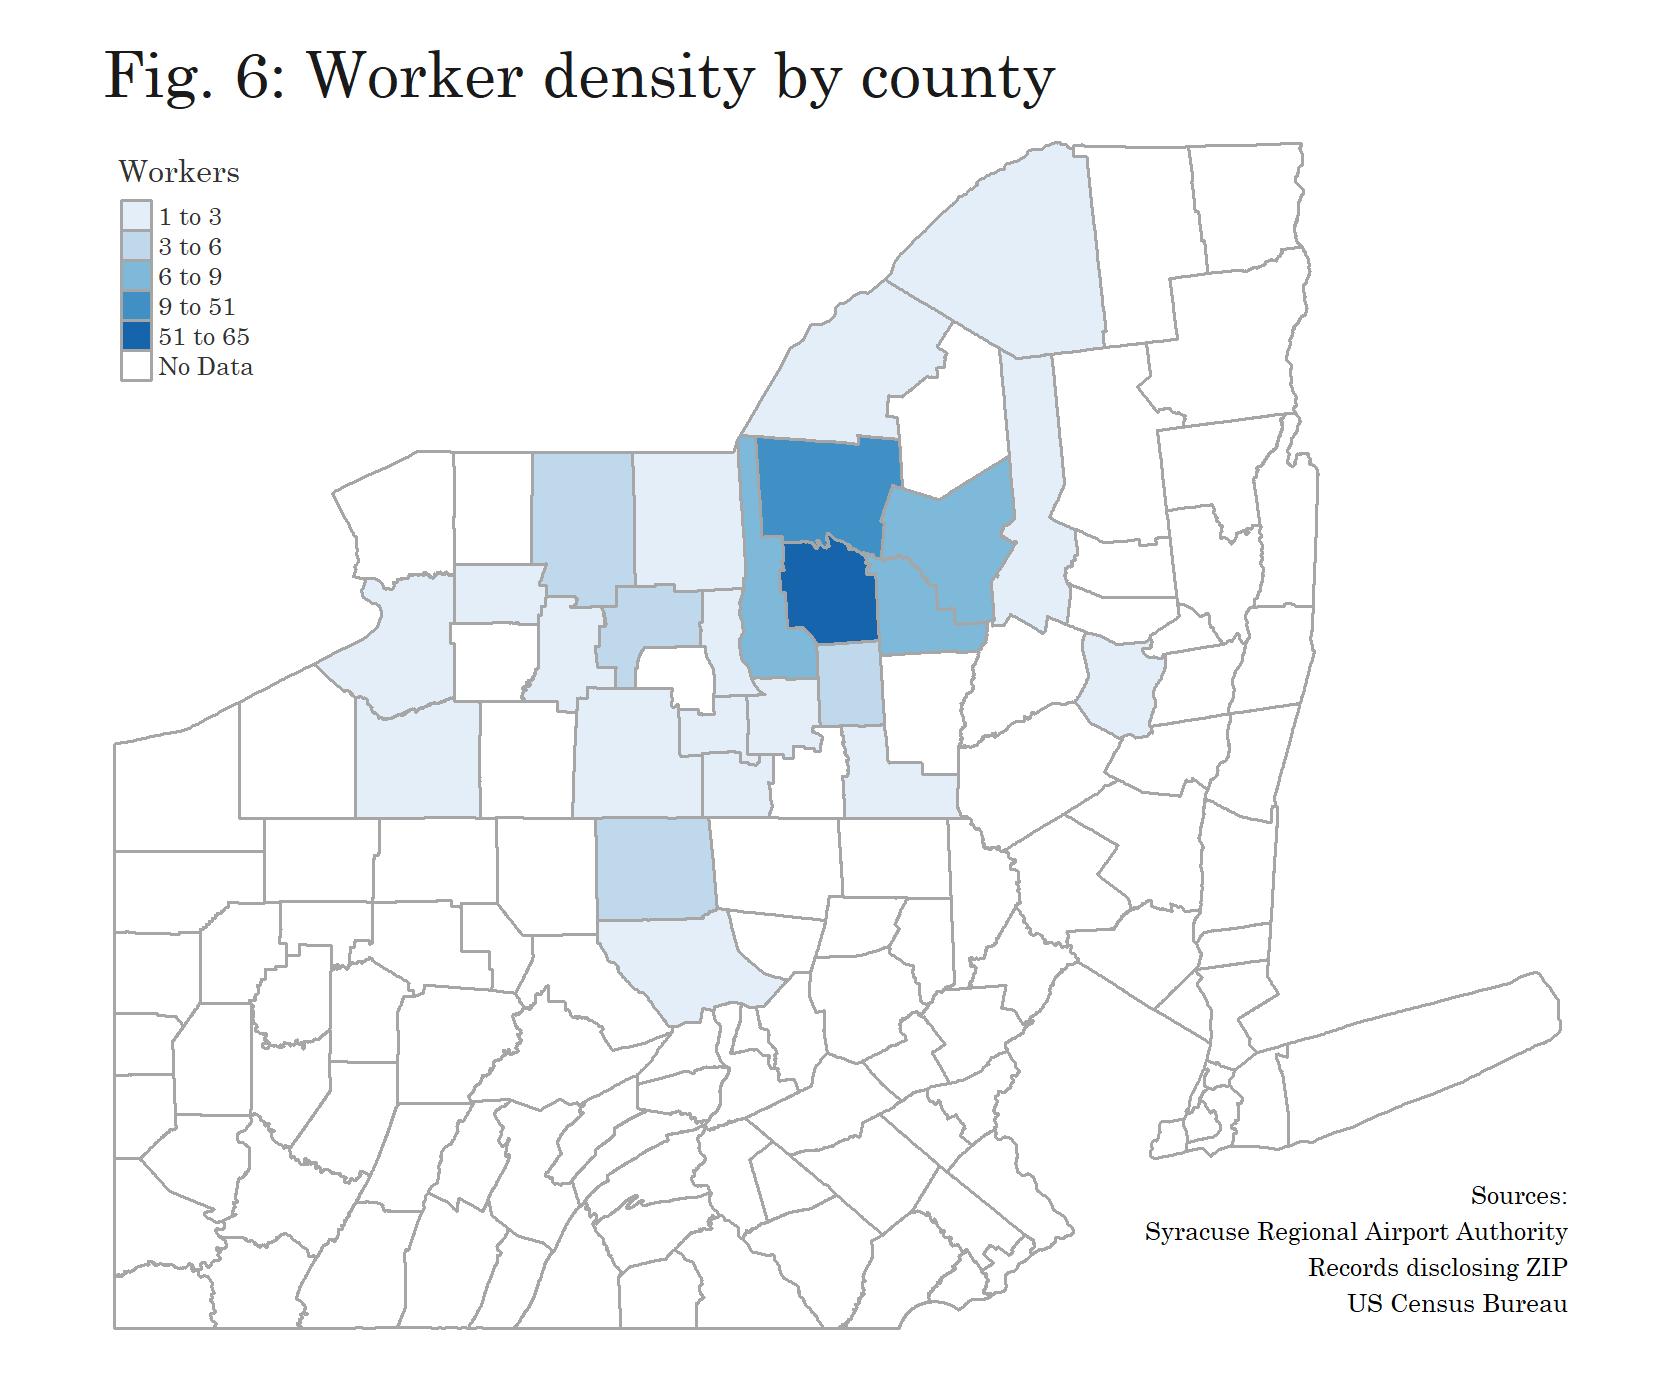 Fig. 6: Worker density by county
Workers
1 to 3
3 to 6
6 to 9
9 to 51
51 to 65
No Data
Sources:
Syracuse Regional Airport Authority
Records disclosing ZIP
US Census Bureau